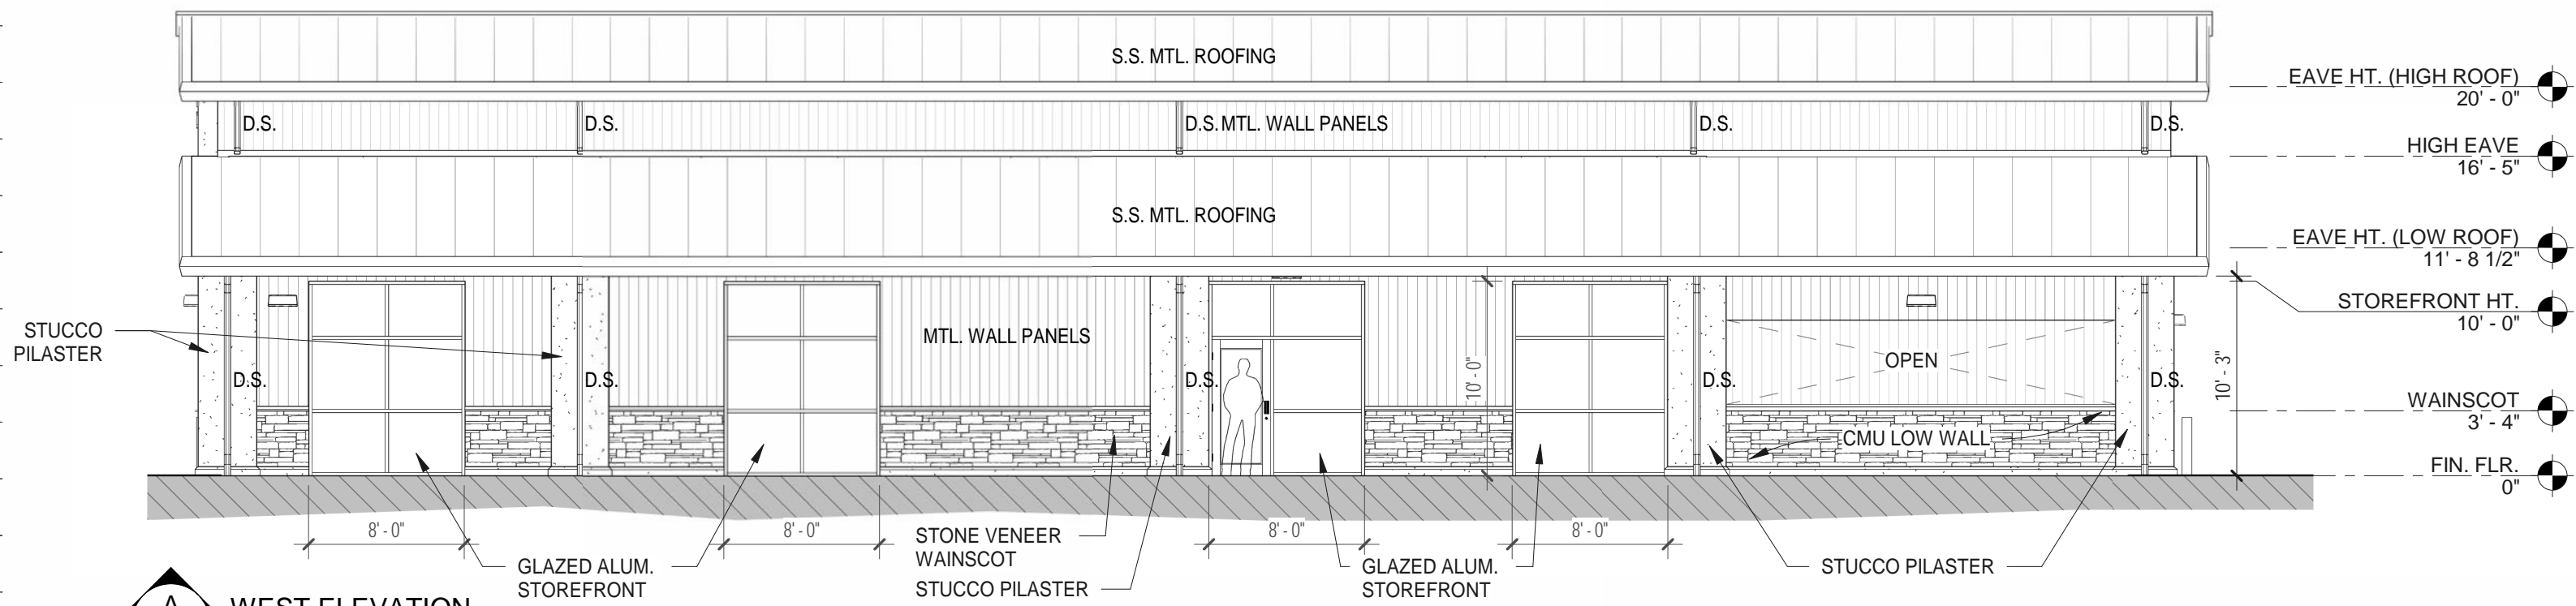 S.S. MTL. ROOFING
EAVE HT. (HIGH ROOF)
20' - 0"
D.S.
D.S.
D.S.
MTL. WALL PANELS
D.S.
D.S.
HIGH EAVE
16' - 5"
S.S. MTL. ROOFING
EAVE HT. (LOW ROOF)
11' - 8 1/2"
STOREFRONT HT.
10' - 0"
STUCCO
PILASTER
MTL. WALL PANELS
OPEN
D.S.
D.S.
D.S.
D.S.
D.S.
10' - 0"
10' - 3"
WAINSCOT
3' - 4"
CMU LOW WALL
FIN. FLR.
0"
8' - 0"
8' - 0"
8' - 0"
8' - 0"
GLAZED ALUM.
STOREFRONT
STONE VENEER
WAINSCOT
STUCCO PILASTER
GLAZED ALUM.
STOREFRONT
STUCCO PILASTER
A
WEST ELEVATION